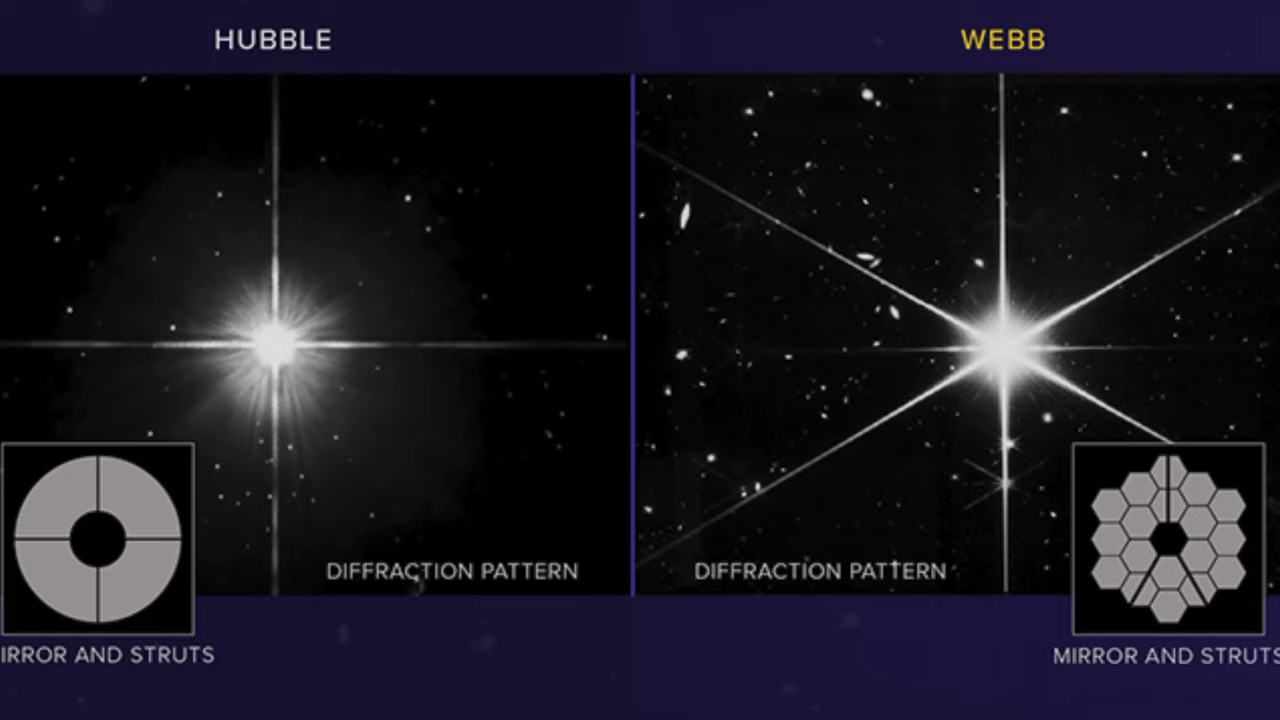 HUBBLE
WEBB
DIFFRACTION PATTERN
DIFFRACTION PATTERN
IRROR AND STRUTS
MIRROR AND STRUTS